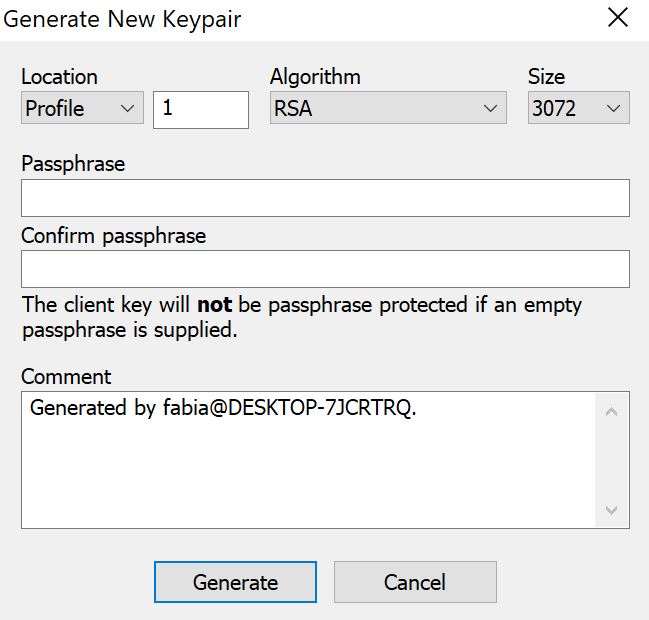 Generate New Keypair
Location
Algorithm
Size
Profile
1
RSA
3072
Passphrase
Confirm passphrase
The client key will not be passphrase protected if an empty
passphrase is supplied.
Comment
Generated by fabia@DESKTOP-7JCRTRQ.
Generate
Cancel